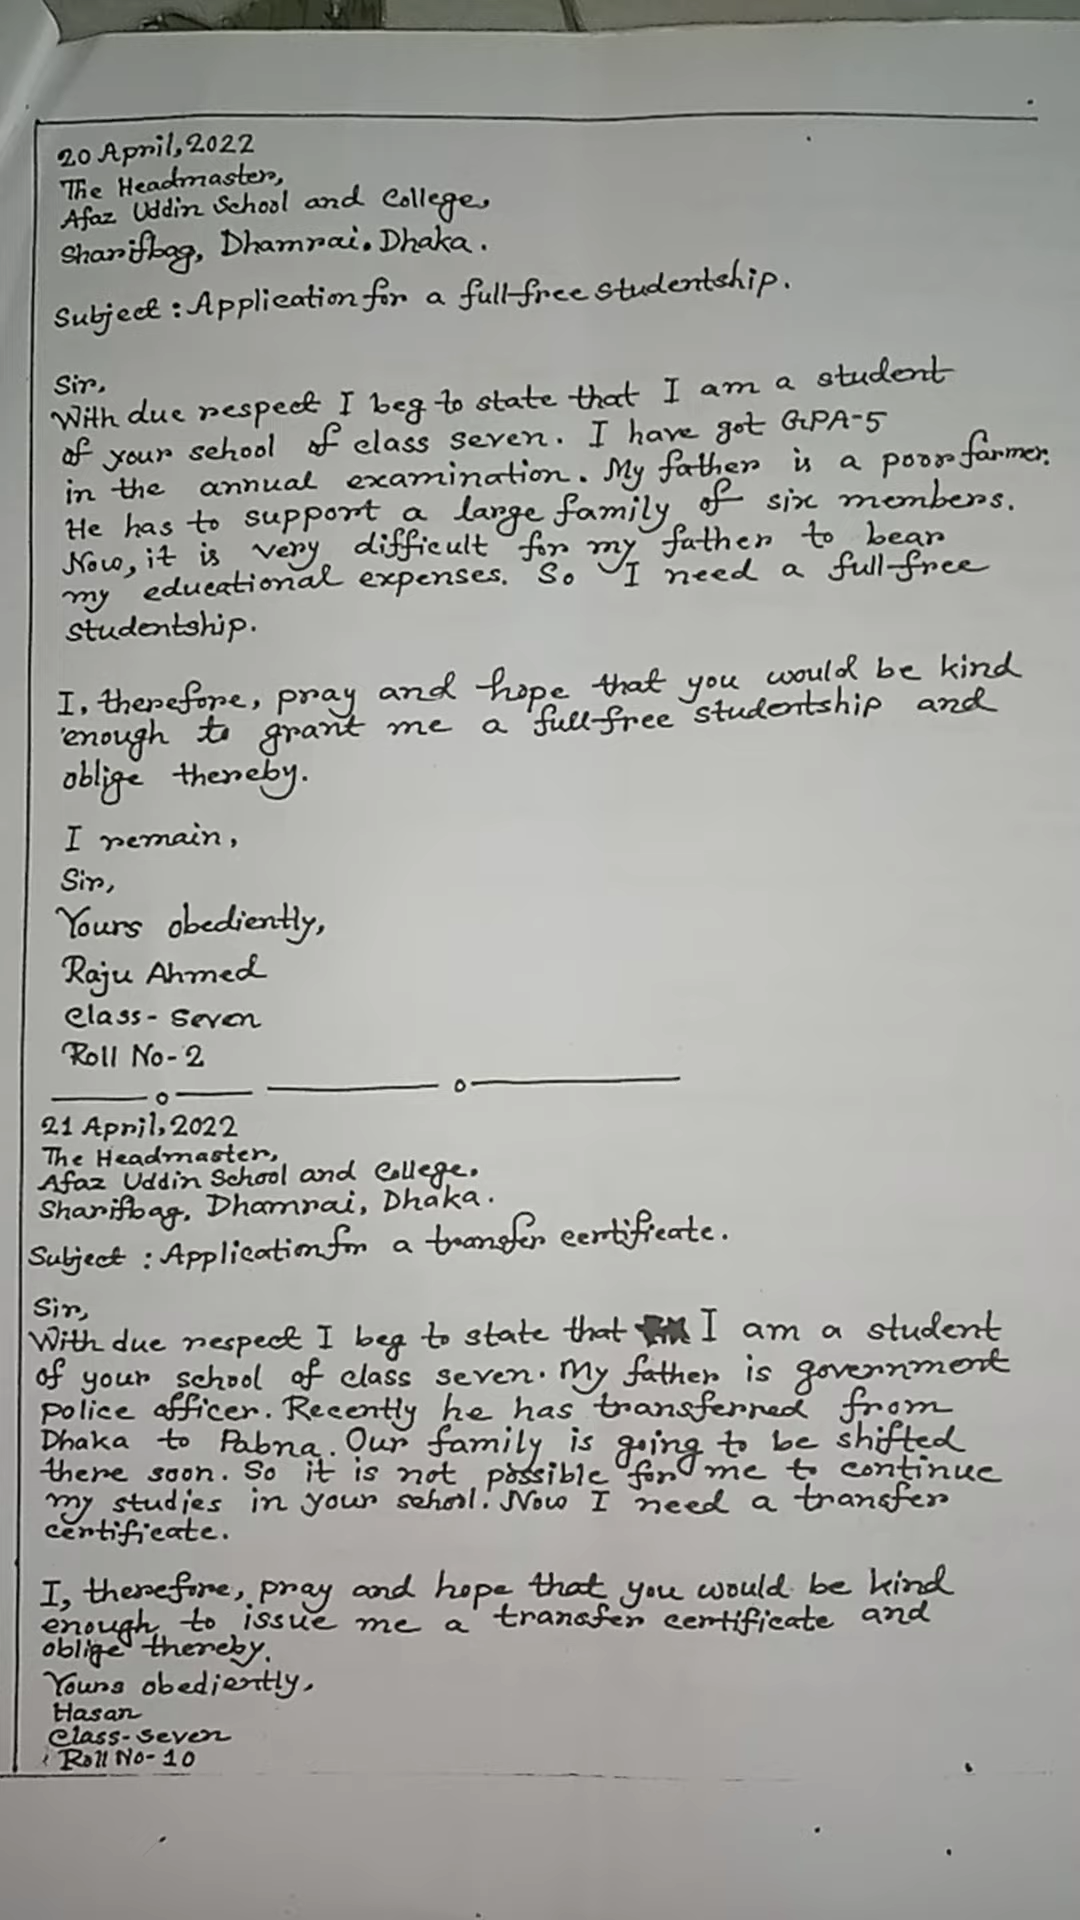 20 April, 2022
The Headmaster,
Afaz Uddin School and College,
Sharifbag, Dhamrai, Dhaka.
Subject : Application for a full-free studentship.
Sir,
With due respect I beg to state that I am a student
of your school of class seven. I have got GPA-5
in the annual examination. My father is a poor farmer.
He has to support a large family of six members.
Now, it is very difficult for my father to bear
my educational expenses. So I need a full-free
studentship.
I, therefore, pray and hope that you would be kind
enough to grant me a full-free studentship and
oblige thereby.
I remain,
Sir,
Yours obediently,
Raju Ahmed
Class - Seven
Roll No- 2
21 April, 2022
The Headmaster,
Afaz Uddin School and College,
Sharifbag, Dhamrai, Dhaka.
Subject : Application for a transfer certificate.
Sir,
With due respect I beg to state that I am a student
of your school of class seven. My father is government
police officer. Recently he has transferred from
Dhaka to Pabna. Our family is going to be shifted
there soon. So it is not possible for me to continue
my studies in your school. Now I need a transfer
certificate.
I, therefore, pray and hope that you would be kind
enough to issue me a transfer certificate and
oblige thereby.
Yours obediently,
Hasan
Class- Seven
Roll No- 10